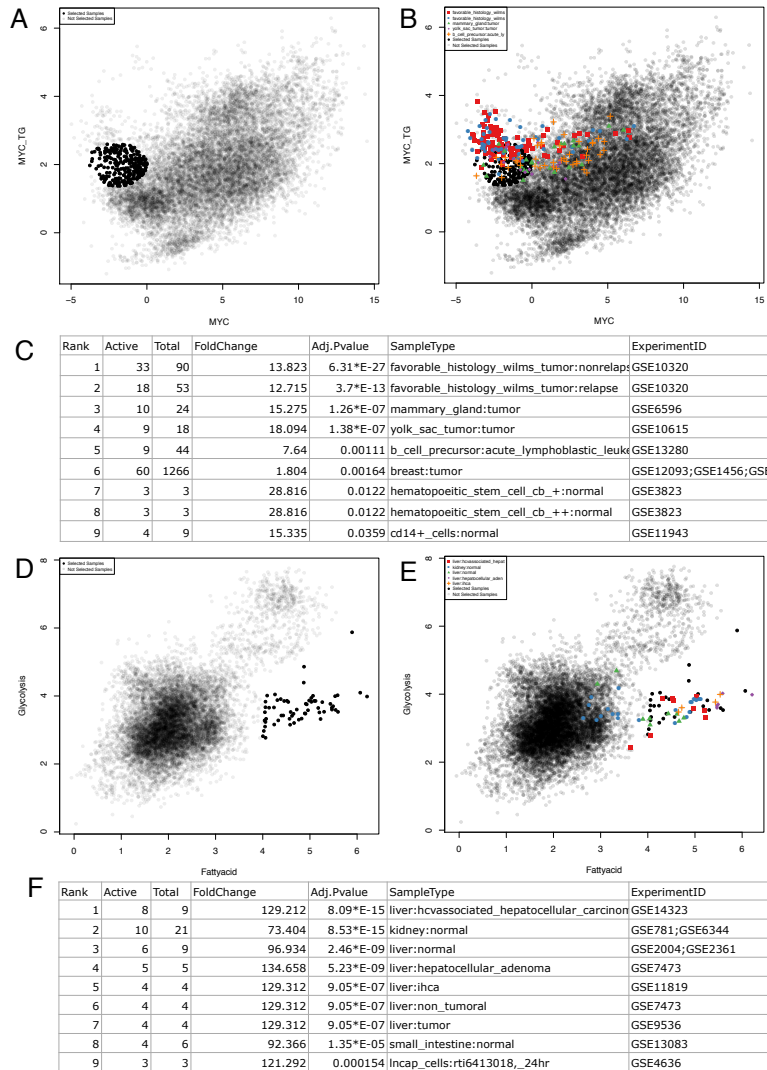 A
Selected Samples
Not Selected Samples
MYC_TG
6
4
2
0
−5
0
5
10
15
MYC
B
favorable_histology_wilms
favorable_histology_wilms
mammary_gland:tumor
yolk_sac_tumor:tumor
b_cell_precursor:acute_ly
Selected Samples
Not Selected Samples
MYC_TG
6
4
2
0
−5
0
5
10
15
MYC
C
Rank Active Total FoldChange Adj.Pvalue SampleType ExperimentID
1 33 90 13.823 6.31*E-27 favorable_histology_wilms_tumor:nonrelaps GSE10320
2 18 53 12.715 3.7*E-13 favorable_histology_wilms_tumor:relapse GSE10320
3 10 24 15.275 1.26*E-07 mammary_gland:tumor GSE6596
4 9 18 18.094 1.38*E-07 yolk_sac_tumor:tumor GSE10615
5 9 44 7.64 0.00111 b_cell_precursor:acute_lymphoblastic_leuke GSE13280
6 60 1266 1.804 0.00164 breast:tumor GSE12093;GSE1456;GSE
7 3 3 28.816 0.0122 hematopoeitic_stem_cell_cb_+:normal GSE3823
8 3 3 28.816 0.0122 hematopoeitic_stem_cell_cb_++:normal GSE3823
9 4 9 15.335 0.0359 cd14+_cells:normal GSE11943
D
Selected Samples
Not Selected Samples
Glycolysis
8
6
4
2
0
0
1
2
3
4
5
6
Fattyacid
E
liver:hcvassociated_hepat
kidney:normal
liver:normal
liver:hepatocellular_aden
liver:ihca
Selected Samples
Not Selected Samples
Glycolysis
8
6
4
2
0
0
1
2
3
4
5
6
Fattyacid
F
Rank Active Total FoldChange Adj.Pvalue SampleType ExperimentID
1 8 9 129.212 8.09*E-15 liver:hcvassociated_hepatocellular_carcinom GSE14323
2 10 21 73.404 8.53*E-15 kidney:normal GSE781;GSE6344
3 6 9 96.934 2.46*E-09 liver:normal GSE2004;GSE2361
4 5 5 134.658 5.23*E-09 liver:hepatocellular_adenoma GSE7473
5 4 4 129.312 9.05*E-07 liver:ihca GSE11819
6 4 4 129.312 9.05*E-07 liver:non_tumoral GSE7473
7 4 4 129.312 9.05*E-07 liver:tumor GSE9536
8 4 6 92.366 1.35*E-05 small_intestine:normal GSE13083
9 3 3 121.292 0.000154 lncap_cells:rti6413018,_24hr GSE4636